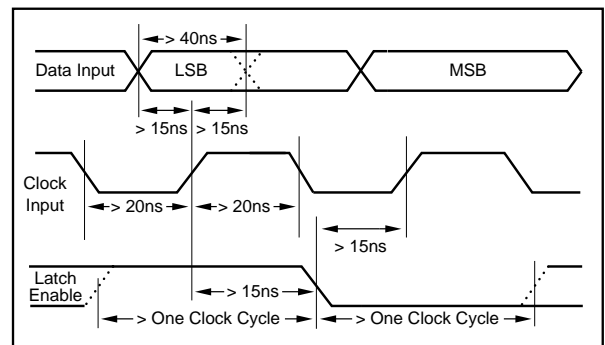 > 40ns
Data Input
LSB
MSB
> 15ns
> 15ns
Clock
Input
> 20ns
> 20ns
> 15ns
Latch
Enable
> 15ns
> One Clock Cycle
> One Clock Cycle